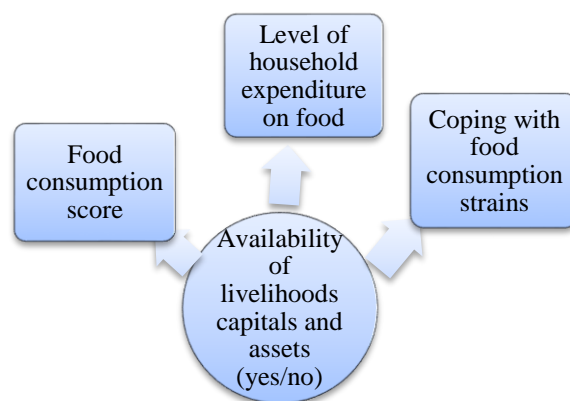 Level of
household
expenditure
on food
Food
consumption
score
Coping with
food
consumption
strains
Availability
of
livelihoods
capitals and
assets
(yes/no)